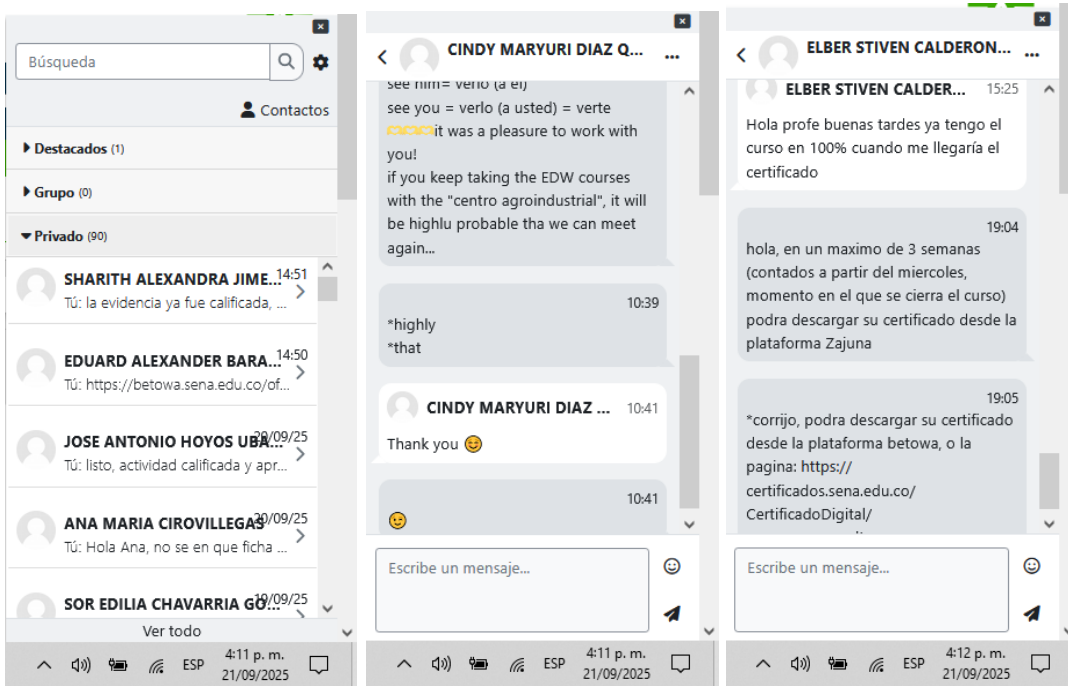 Búsqueda
Contactos
Destacados (1)
Grupo (0)
Privado (90)
SHARITH ALEXANDRA JIME... 14:51
Tú: la evidencia ya fue calificada, ...
EDUARD ALEXANDER BARA... 14:50
Tú: https://betowa.sena.edu.co/of...
JOSE ANTONIO HOYOS UBA... 20/09/25
Tú: listo, actividad calificada y apr...
ANA MARIA CIROVILLEGAS 20/09/25
Tú: Hola Ana, no se en que ficha ...
SOR EDILIA CHAVARRIA GO... 19/09/25
Ver todo
ESP
4:11 p. m.
21/09/2025
CINDY MARYURI DIAZ Q...
see him= verlo (a el)
see you = verlo (a usted) = verte
it was a pleasure to work with
you!
if you keep taking the EDW courses
with the "centro agroindustrial", it will
be highlu probable tha we can meet
again...
10:39
*highly
*that
CINDY MARYURI DIAZ ... 10:41
Thank you
10:41
Escribe un mensaje...
ESP
4:11 p. m.
21/09/2025
ELBER STIVEN CALDERON...
ELBER STIVEN CALDER... 15:25
Hola profe buenas tardes ya tengo el
curso en 100% cuando me llegaría el
certificado
19:04
hola, en un maximo de 3 semanas
(contados a partir del miercoles,
momento en el que se cierra el curso)
podra descargar su certificado desde la
plataforma Zajuna
19:05
*corrijo, podra descargar su certificado
desde la plataforma betowa, o la
pagina: https://
certificados.sena.edu.co/
CertificadoDigital/
Escribe un mensaje...
ESP
4:12 p. m.
21/09/2025